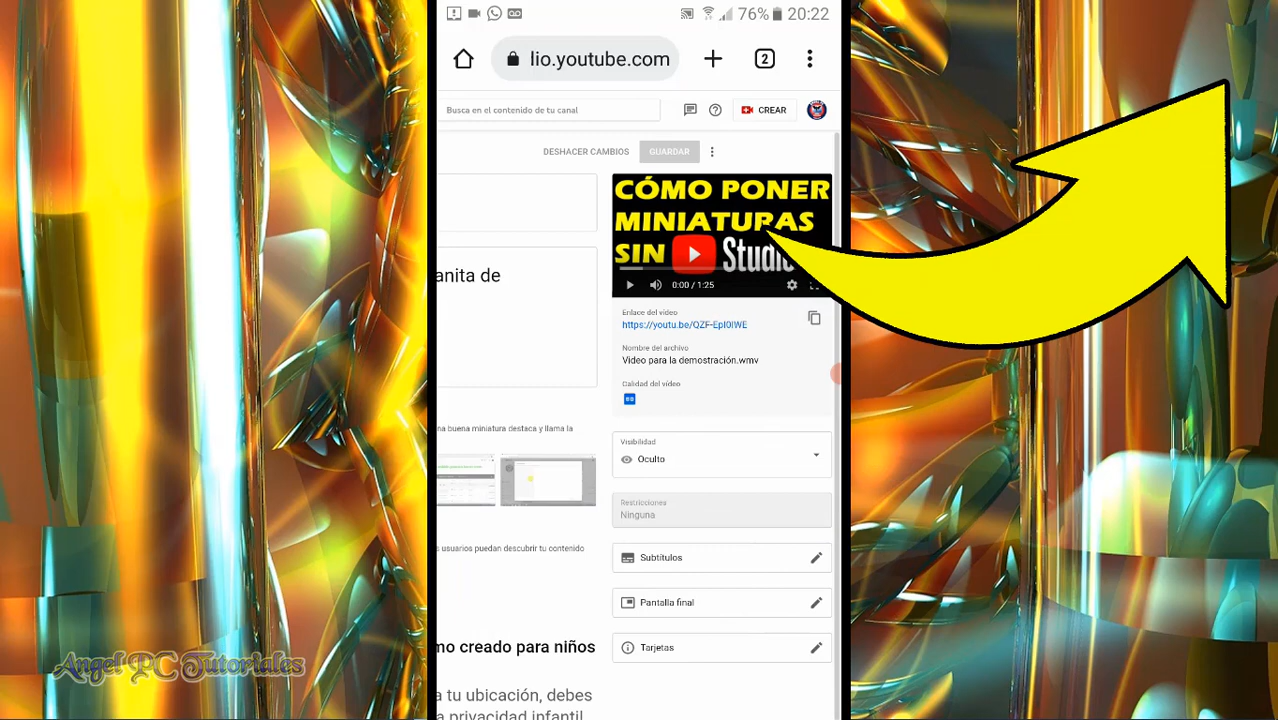 76% 20:22
lio.youtube.com
2
Busca en el contenido de tu canal
CREAR
DESHACER CAMBIOS
GUARDAR
CÓMO PONER
MINIATURAS
SIN Studio
0:00 / 1:25
anita de
Enlace del vídeo
https://youtu.be/QZF-EpI0IWE
Nombre del archivo
Video para la demostración.wmv
Calidad del vídeo
SD
na buena miniatura destaca y llama la
Visibilidad
Oculto
Restricciones
Ninguna
s usuarios puedan descubrir tu contenido
Subtítulos
Pantalla final
mo creado para niños
Tarjetas
a tu ubicación, debes
a privacidad infantil
Angel PC Tutoriales